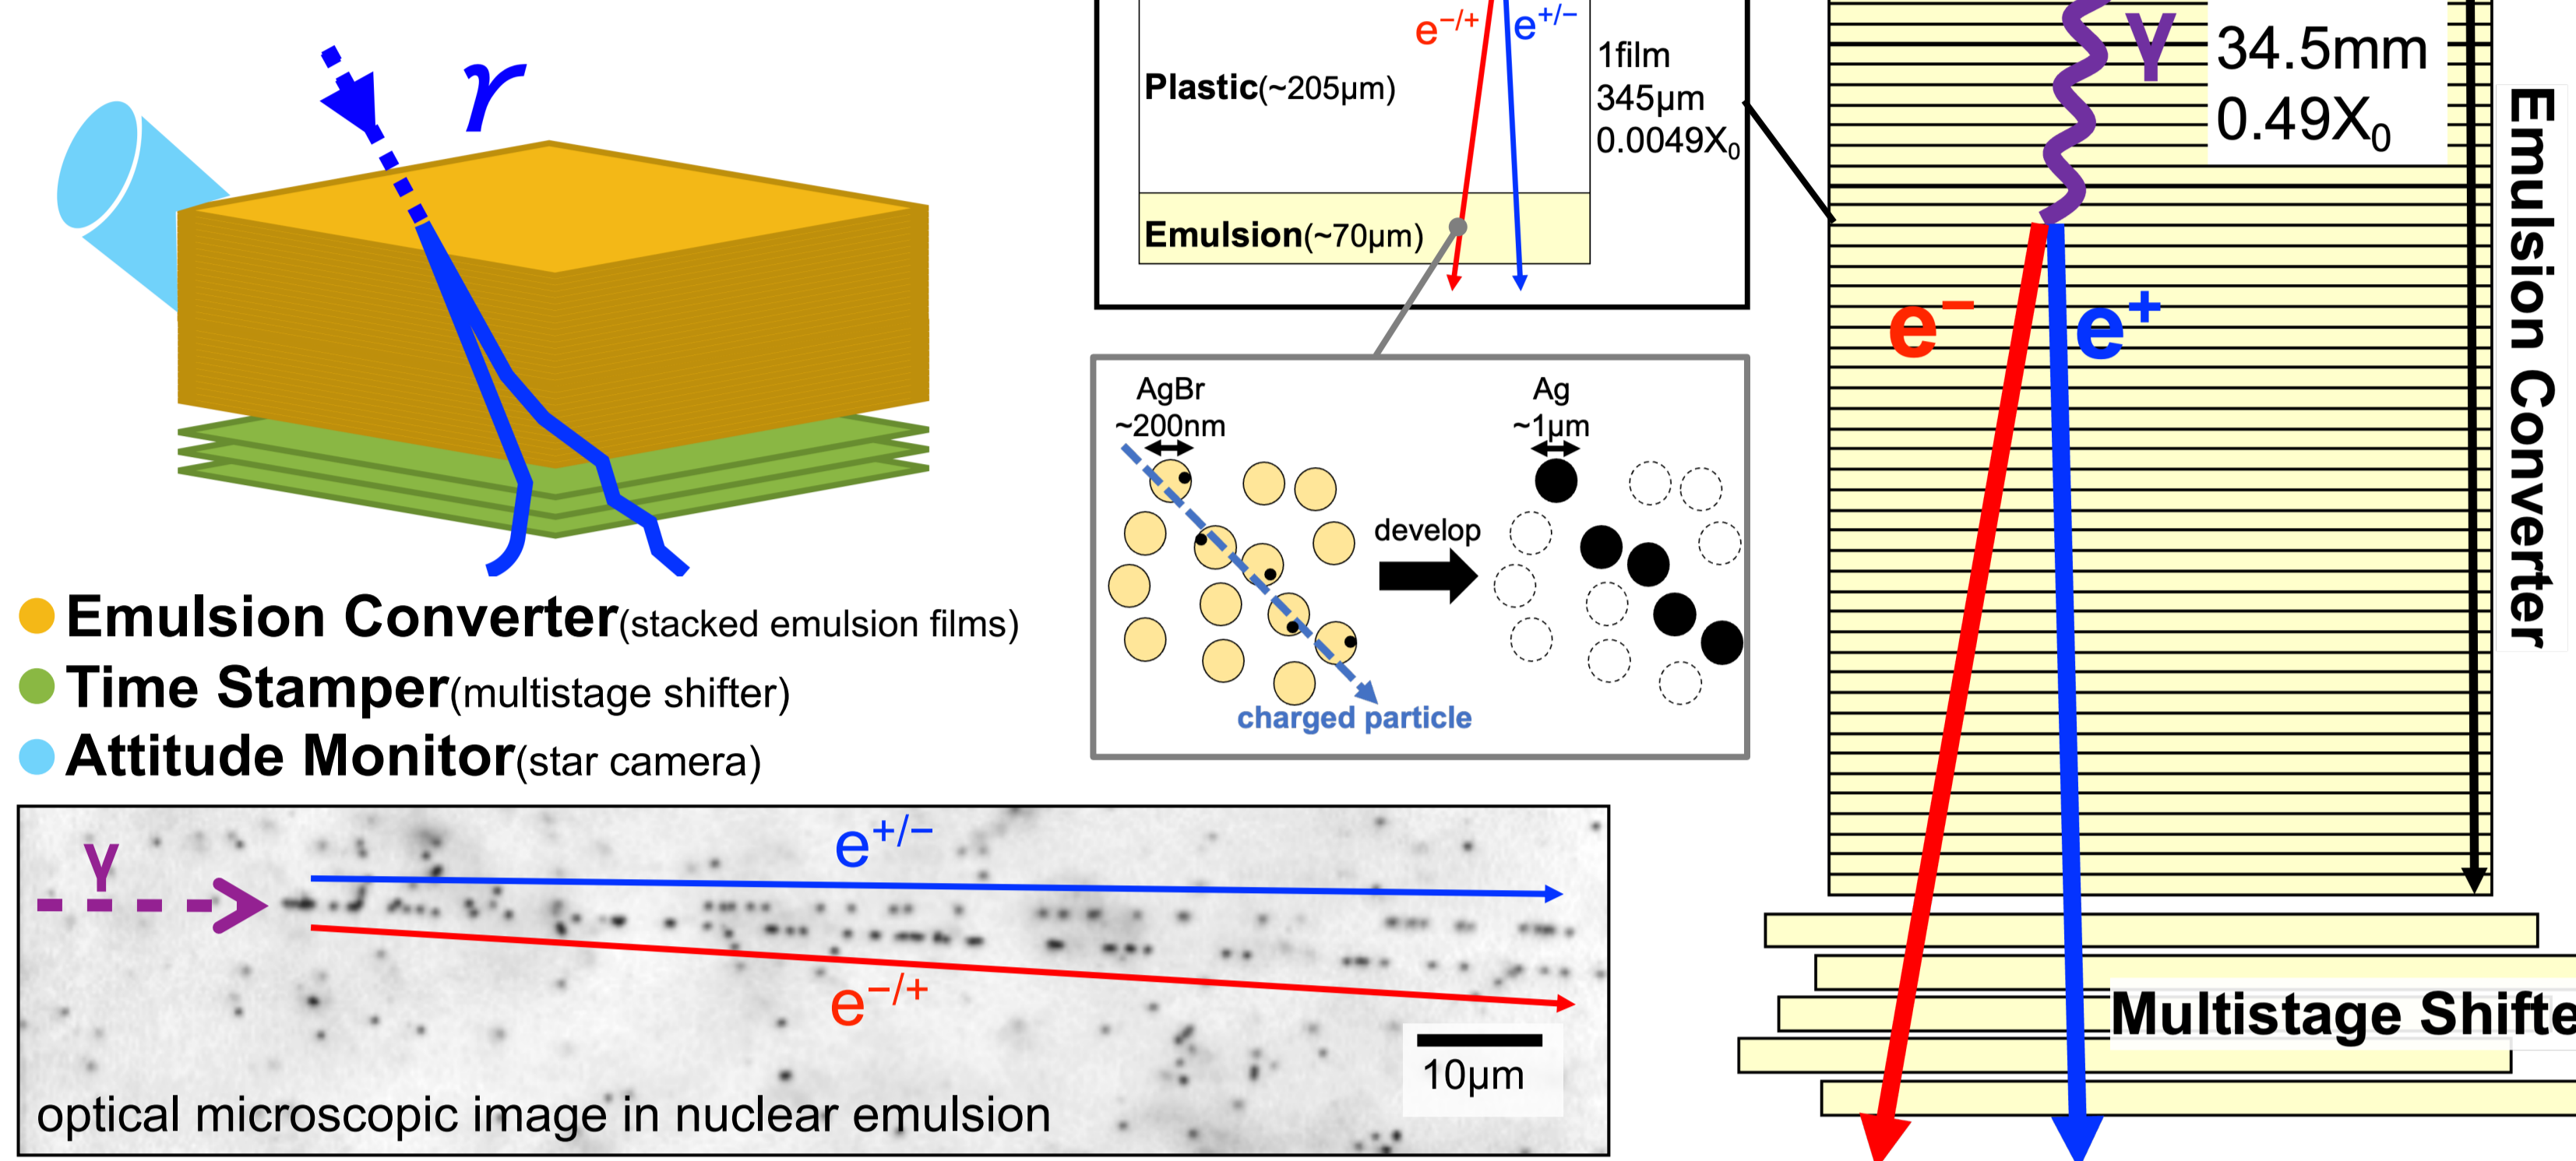 γ
Emulsion Converter(stacked emulsion films)
Time Stamper(multistage shifter)
Attitude Monitor(star camera)
e−/+
e+/−
Plastic(~205μm)
1film
345μm
0.0049X₀
Emulsion(~70μm)
AgBr
~200nm
Ag
~1μm
develop
charged particle
γ
e+/−
e−/+
10μm
optical microscopic image in nuclear emulsion
γ
34.5mm
0.49X₀
e−
e+
Emulsion Converter
Multistage Shifte